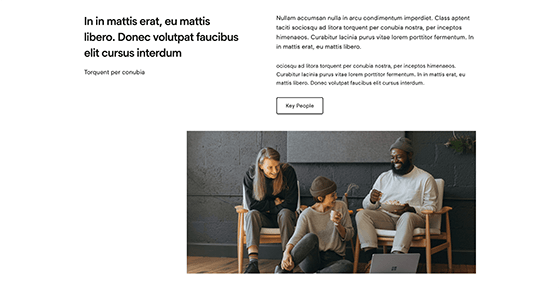 In in mattis erat, eu mattis
libero. Donec volutpat faucibus
elit cursus interdum
Torquent per conubia
Nullam accumsan nulla in arcu condimentum imperdiet. Class aptent
taciti sociosqu ad litora torquent per conubia nostra, per inceptos
himenaeos. Curabitur lacinia purus vitae lorem porttitor fermentum. In
in mattis erat, eu mattis libero.
ociosqu ad litora torquent per conubia nostra, per inceptos himenaeos.
Curabitur lacinia purus vitae lorem porttitor fermentum. In in mattis erat, eu
mattis libero. Donec volutpat faucibus elit cursus interdum.
Key People